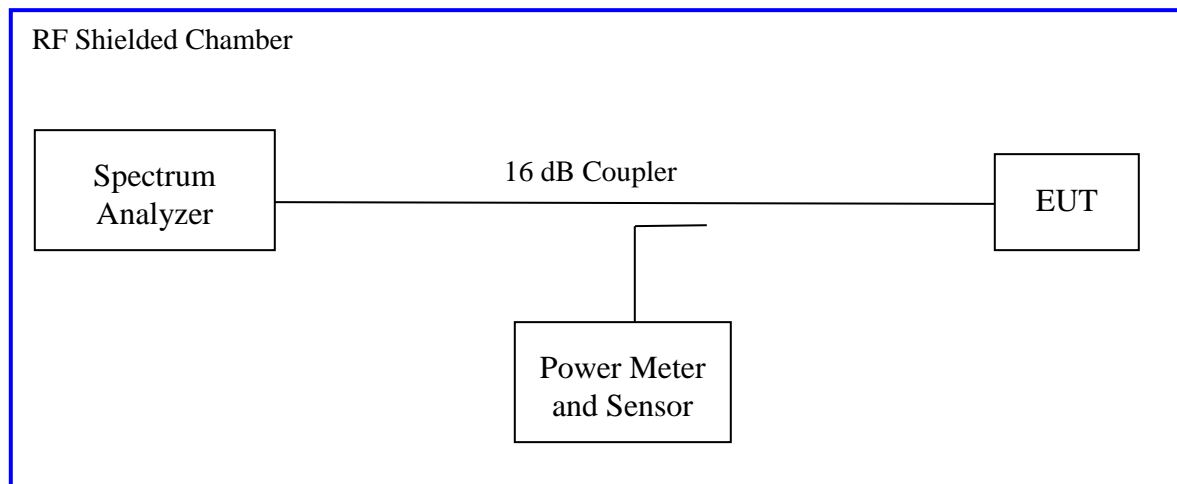 RF Shielded Chamber
16 dB Coupler
Spectrum
Analyzer
EUT
Power Meter
and Sensor